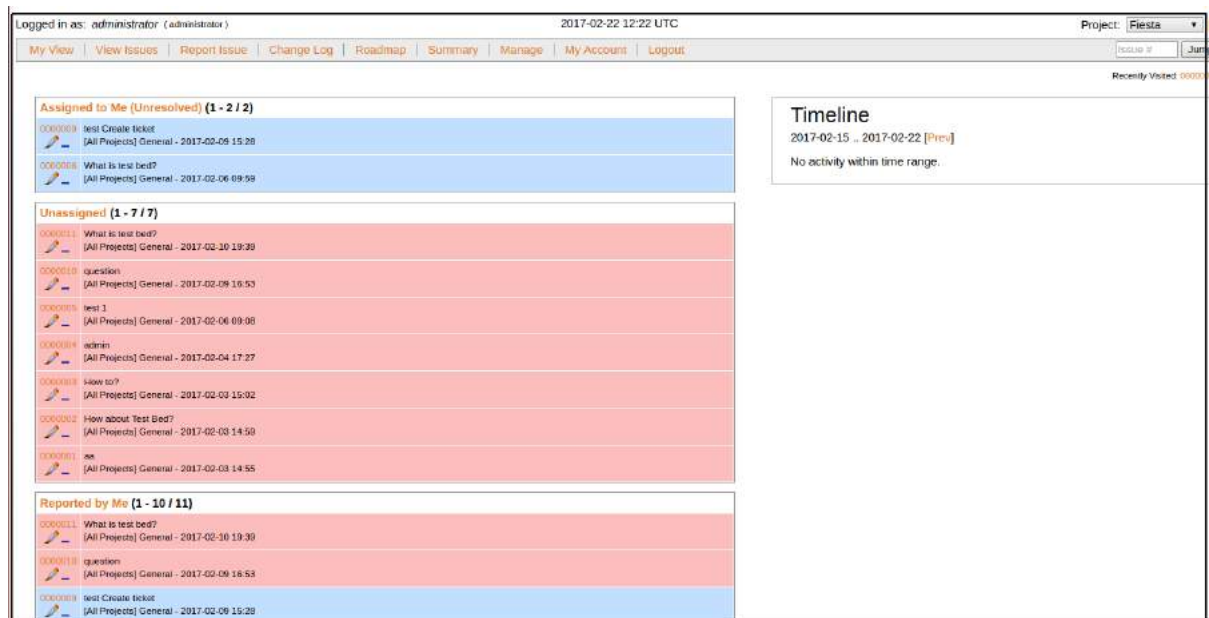 Logged in as: administrator (administrator)
2017-02-22 12:22 UTC
Project: Fiesta
My View | View Issues | Report Issue | Change Log | Roadmap | Summary | Manage | My Account | Logout
Issue # Jum
Recently Visited:
Assigned to Me (Unresolved) (1 - 2 / 2)
0000009 test Create ticket
[All Projects] General - 2017-02-09 15:28
What is test bed?
[All Projects] General - 2017-02-06 09:59
Unassigned (1 - 7 / 7)
0000011 What is test bed?
[All Projects] General - 2017-02-10 19:39
0000010 question
[All Projects] General - 2017-02-09 16:53
0000005 test 1
[All Projects] General - 2017-02-06 09:08
0000004 admin
[All Projects] General - 2017-02-04 17:27
0000003 How to?
[All Projects] General - 2017-02-03 15:02
0000002 How about Test Bed?
[All Projects] General - 2017-02-03 14:59
0000001 aa
[All Projects] General - 2017-02-03 14:55
Reported by Me (1 - 10 / 11)
0000011 What is test bed?
[All Projects] General - 2017-02-10 19:39
0000010 question
[All Projects] General - 2017-02-09 16:53
0000009 test Create ticket
[All Projects] General - 2017-02-09 15:28
Timeline
2017-02-15 .. 2017-02-22 [Prev]
No activity within time range.